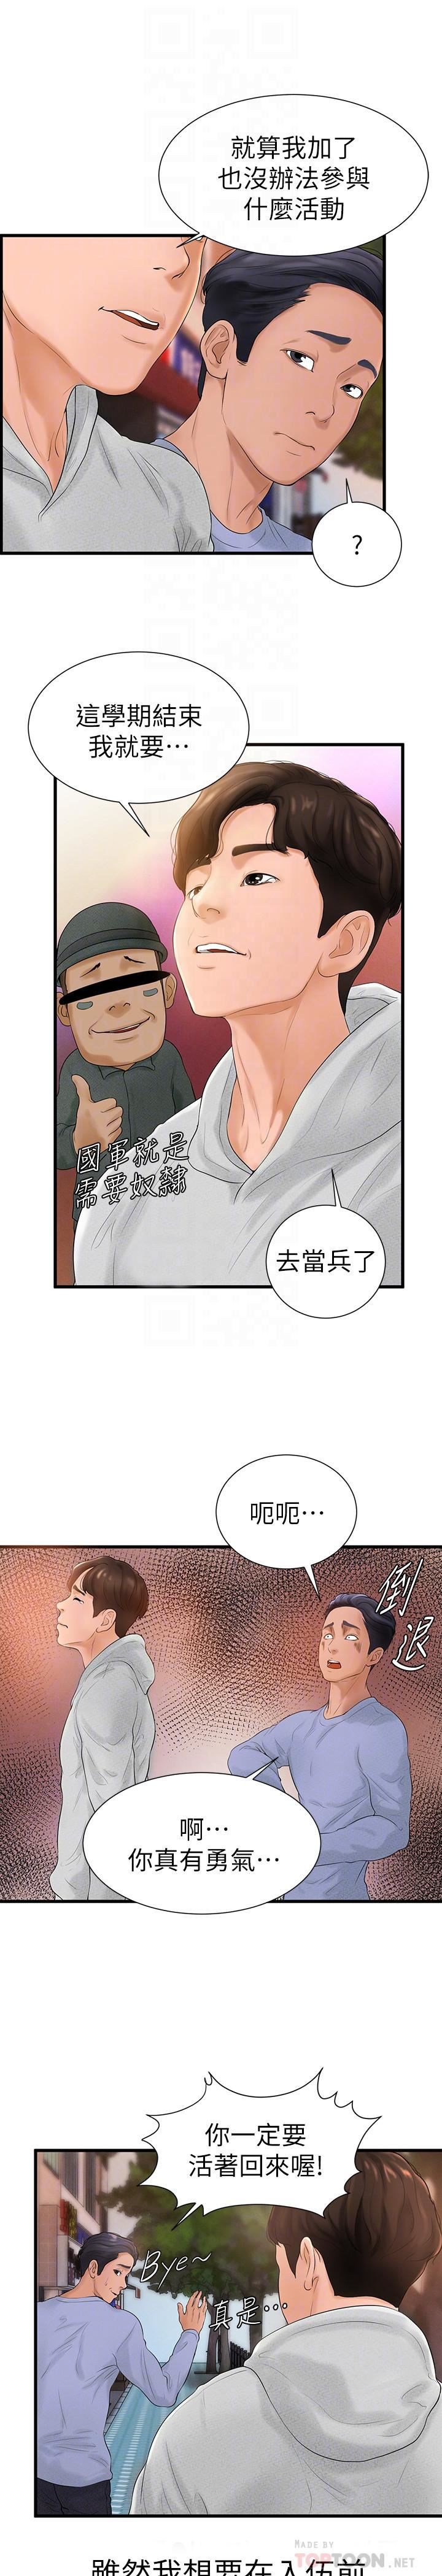 就算我加了
也沒辦法參與
什麼活動
?
這學期結束
我就要⋯
國軍就是
需要奴隸
去當兵了
呃呃⋯
倒退
啊⋯
你真有勇氣⋯
你一定要
活著回來喔!
Bye~
真是⋯
雖然我想要在入伍前
MADE BY
TOPTOON.NET